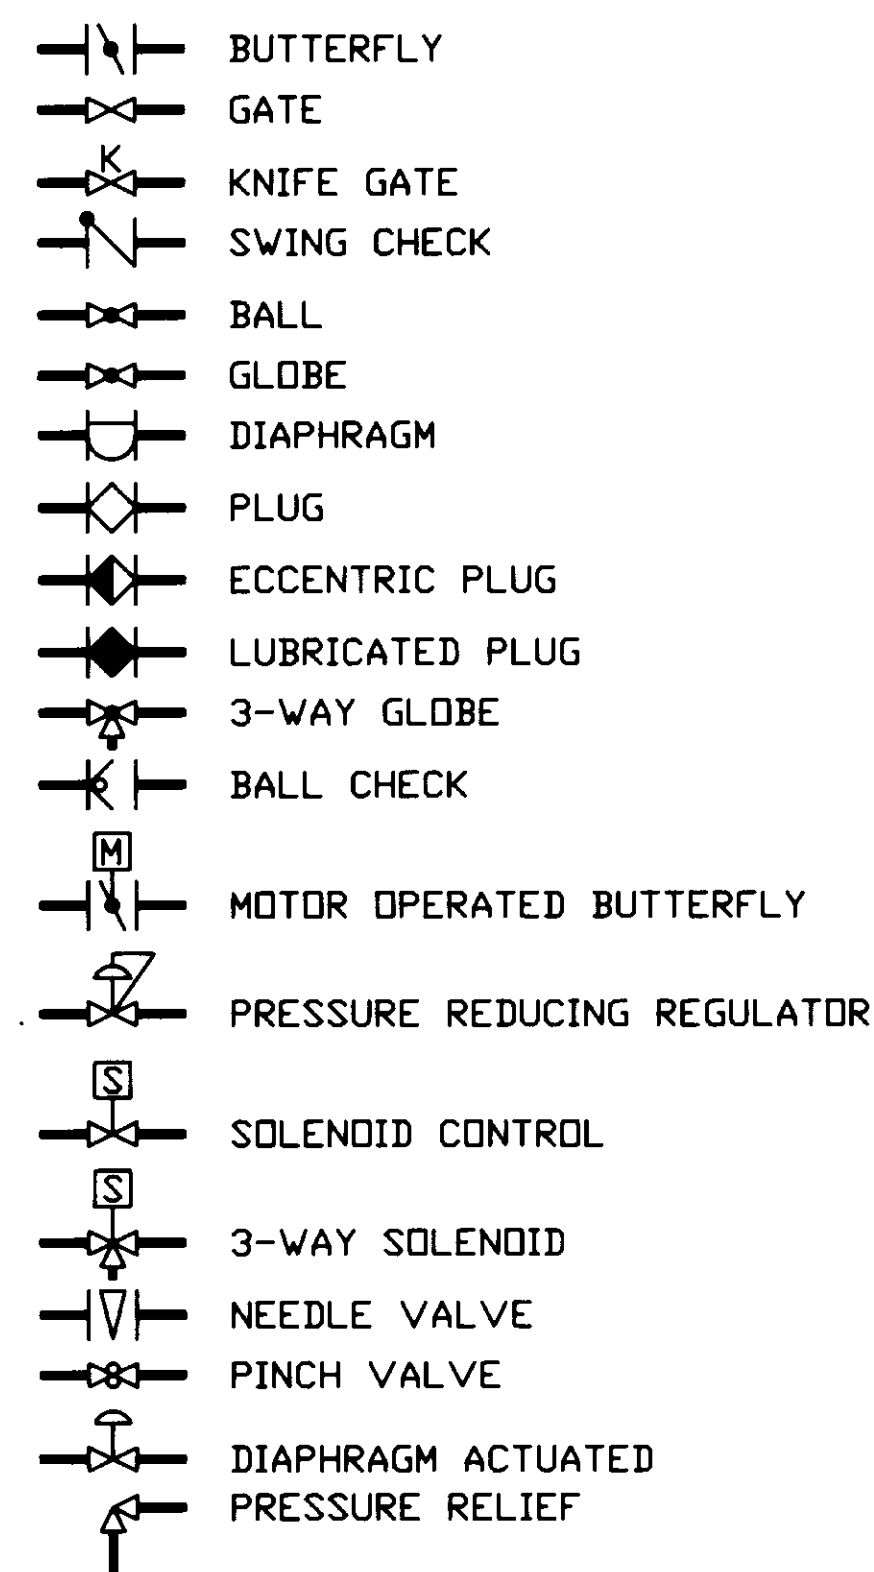 BUTTERFLY
GATE
K
KNIFE GATE
SWING CHECK
BALL
GLOBE
DIAPHRAGM
PLUG
ECCENTRIC PLUG
LUBRICATED PLUG
3-WAY GLOBE
BALL CHECK
M
MOTOR OPERATED BUTTERFLY
PRESSURE REDUCING REGULATOR
S
SOLENOID CONTROL
S
3-WAY SOLENOID
NEEDLE VALVE
PINCH VALVE
DIAPHRAGM ACTUATED
PRESSURE RELIEF